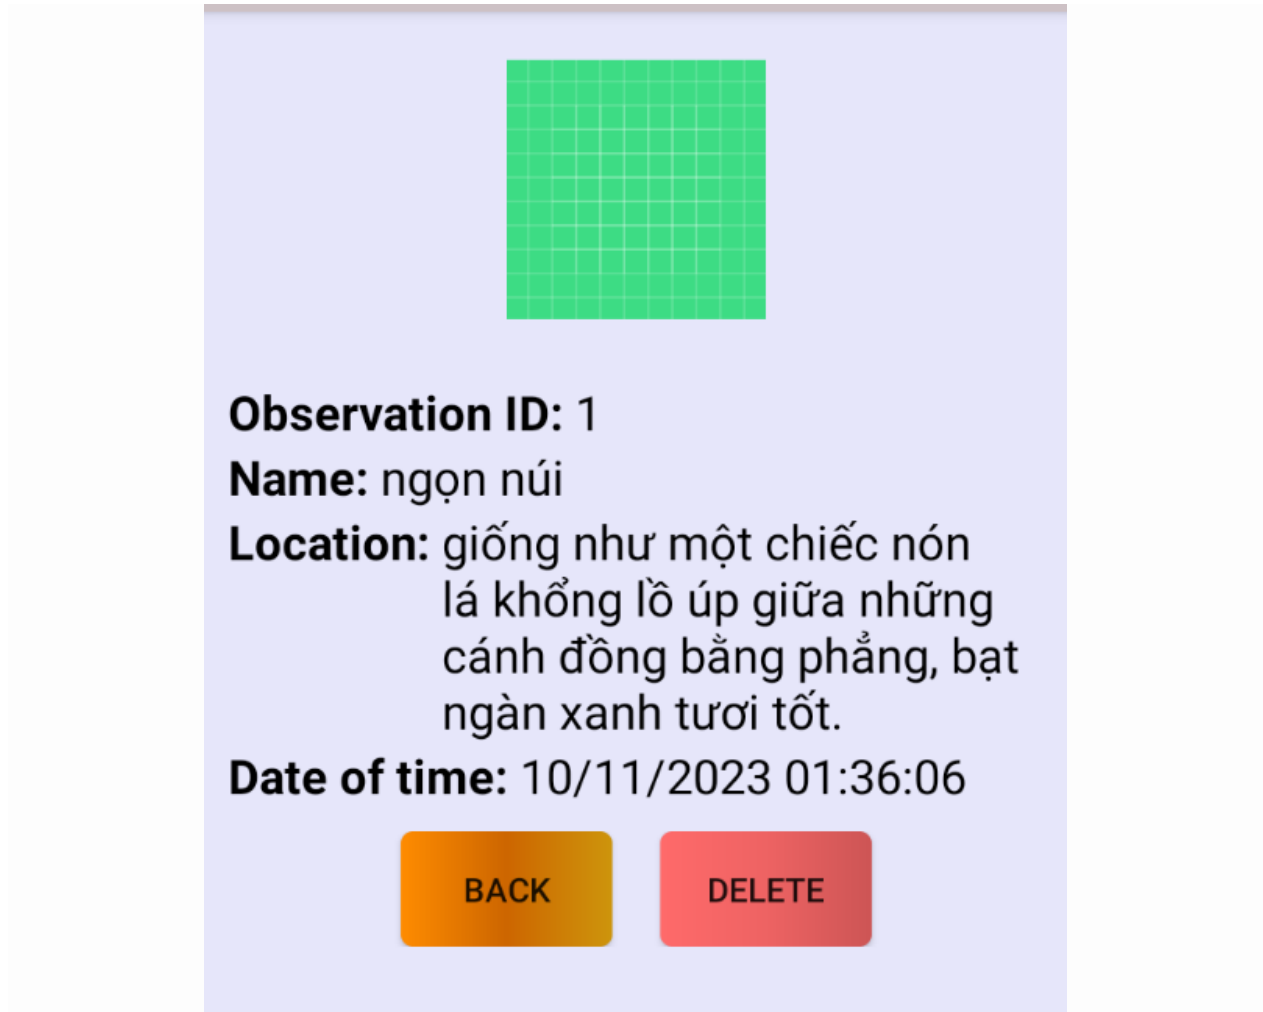 Observation ID: 1
Name: ngọn núi
Location: giống như một chiếc nón
lá khổng lồ úp giữa những
cánh đồng bằng phẳng, bạt
ngàn xanh tươi tốt.
Date of time: 10/11/2023 01:36:06
BACK DELETE